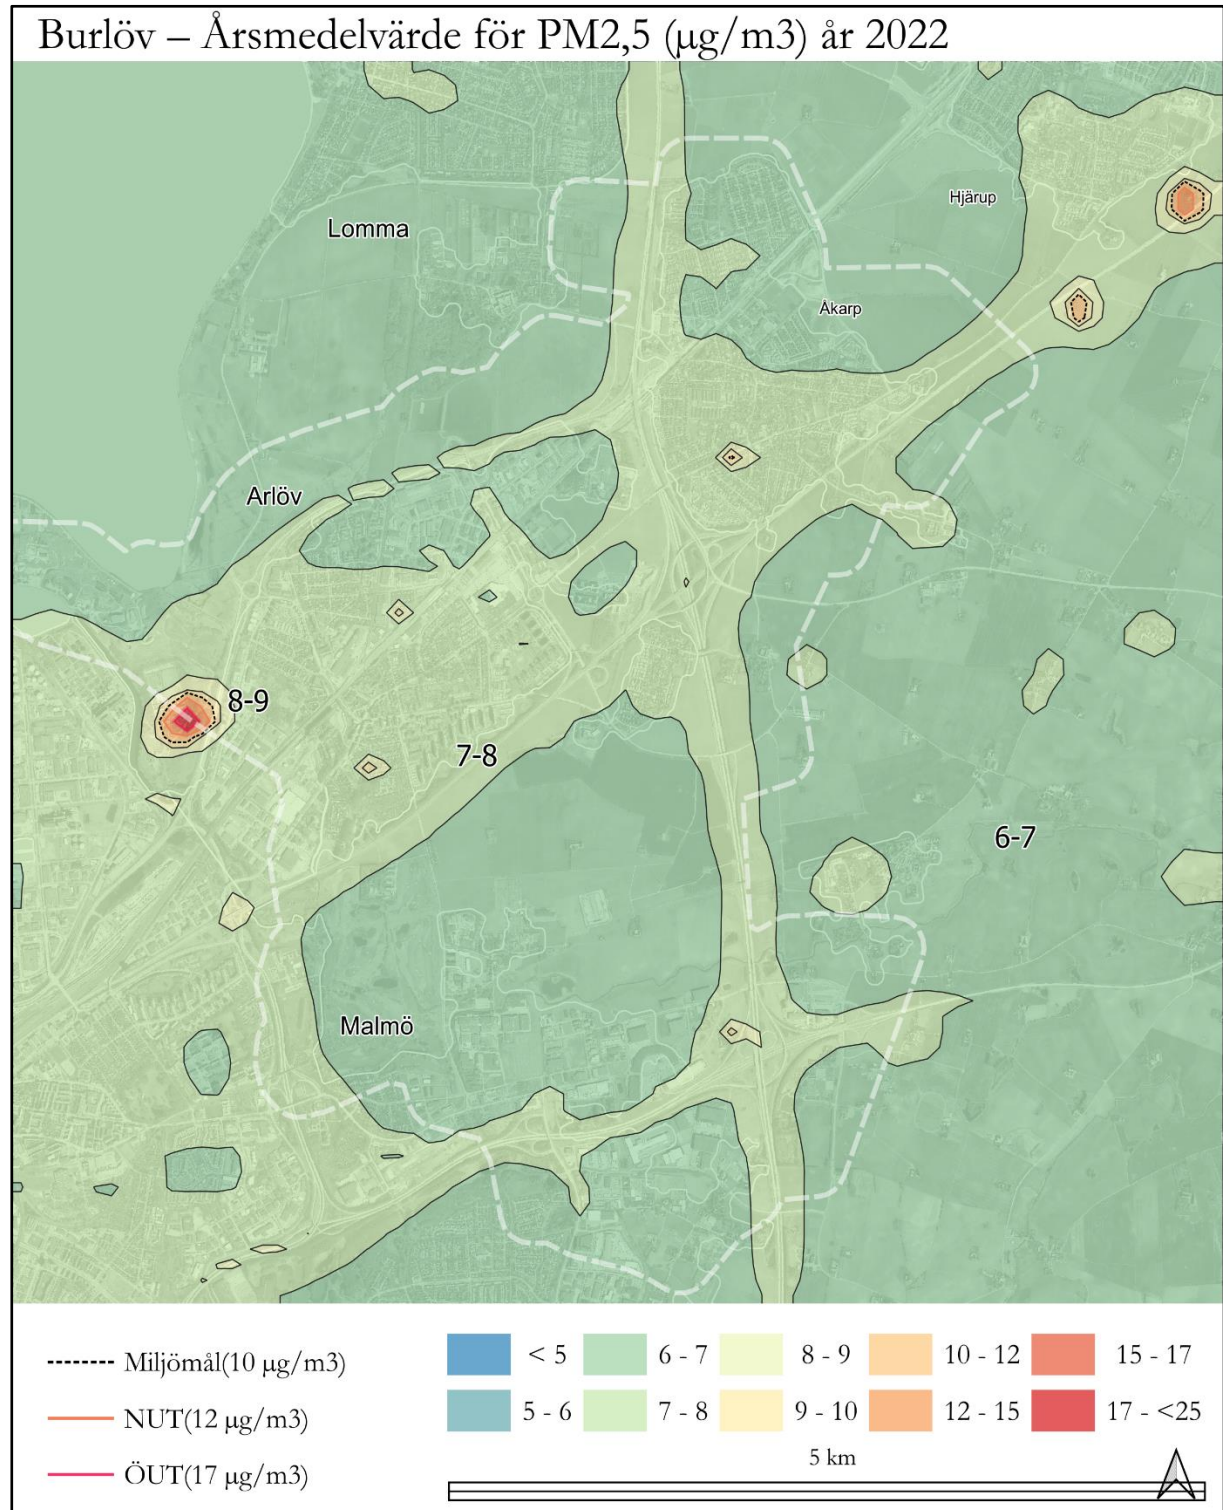 Burlöv – Årsmedelvärde för PM2,5 (µg/m3) år 2022
Hjärup
Lomma
Åkarp
Arlöv
8-9
7-8
6-7
Malmö
Miljömål(10 µg/m3)
NUT(12 µg/m3)
ÖUT(17 µg/m3)
< 5 6 - 7 8 - 9 10 - 12 15 - 17
5 - 6 7 - 8 9 - 10 12 - 15 17 - <25
5 km